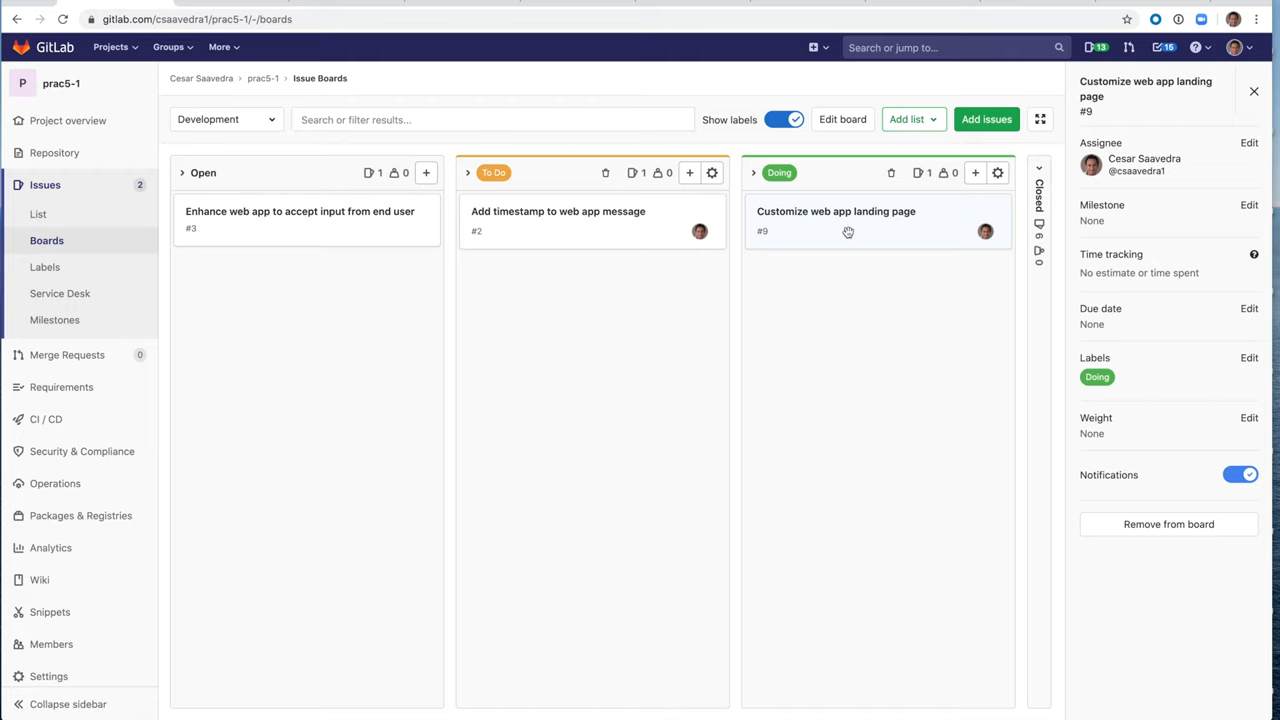 gitlab.com/csaavedra1/prac5-1/-/boards
GitLab
Projects
Groups
More
Search or jump to...
13
15
P
prac5-1
Project overview
Repository
Issues
2
List
Boards
Labels
Service Desk
Milestones
Merge Requests
0
Requirements
CI / CD
Security & Compliance
Operations
Packages & Registries
Analytics
Wiki
Snippets
Members
Settings
Collapse sidebar
Cesar Saavedra › prac5-1 › Issue Boards
Development
Search or filter results...
Show labels
Edit board
Add list
Add issues
Open
1 0
Enhance web app to accept input from end user
#3
To Do
1 0
Add timestamp to web app message
#2
Doing
1 0
Customize web app landing page
#9
Closed
6
0
Customize web app landing
page
#9
Assignee
Edit
Cesar Saavedra
@csaavedra1
Milestone
Edit
None
Time tracking
No estimate or time spent
Due date
Edit
None
Labels
Edit
Doing
Weight
Edit
None
Notifications
Remove from board